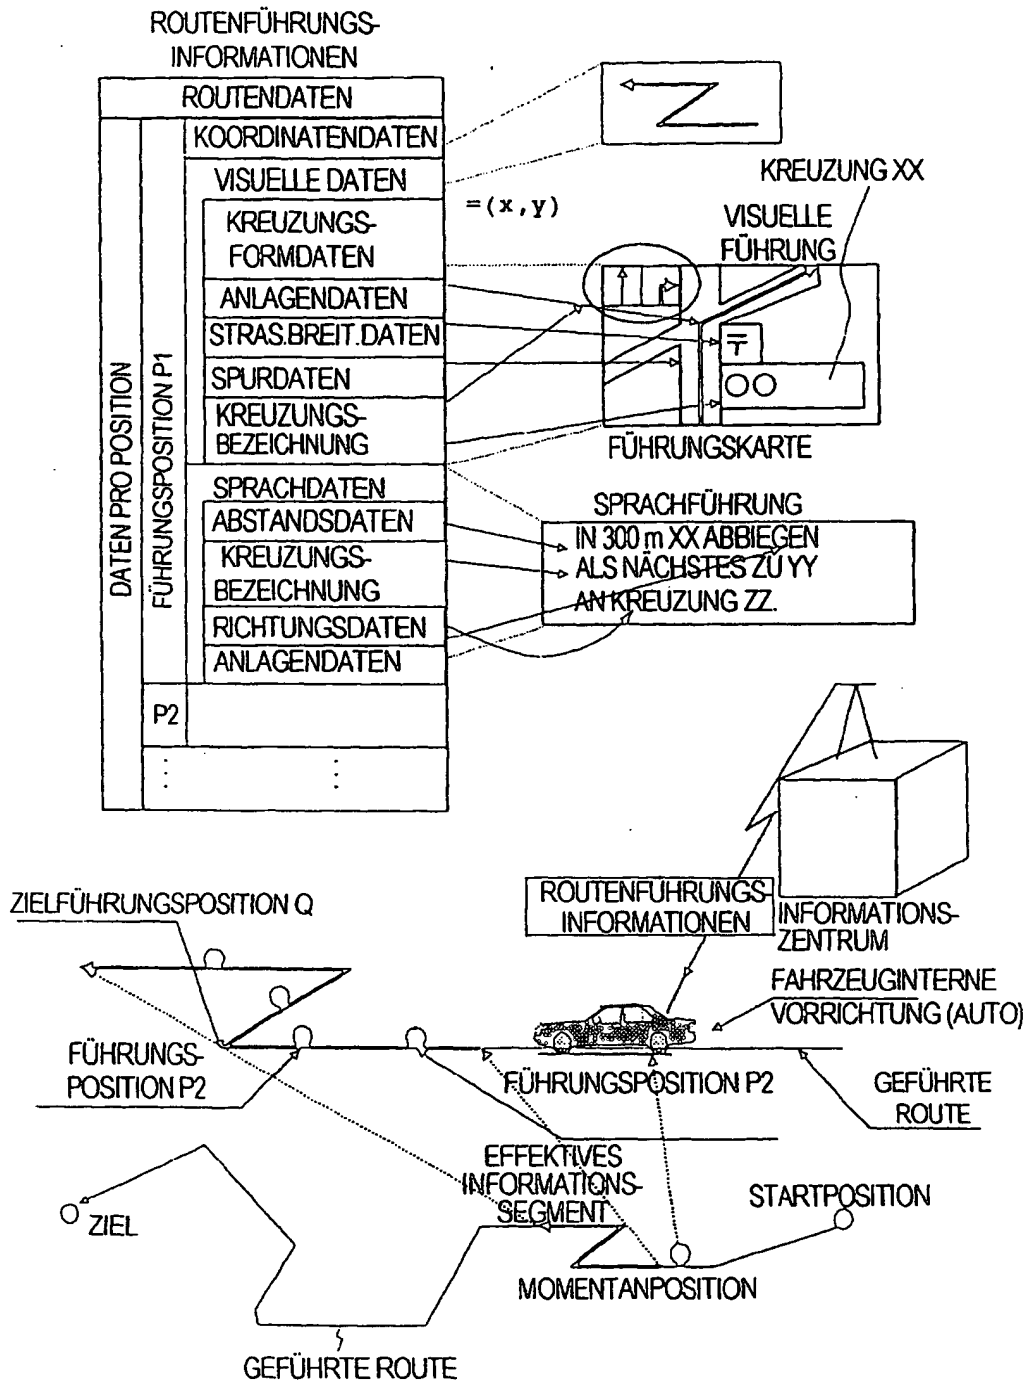 ROUTENFÜHRUNGS-
INFORMATIONEN
ROUTENDATEN
DATEN PRO POSITION
FÜHRUNGSPOSITION P1
KOORDINATENDATEN
VISUELLE DATEN
KREUZUNGS-
FORMDATEN
ANLAGENDATEN
STRAS.BREIT.DATEN
SPURDATEN
KREUZUNGS-
BEZEICHNUNG
SPRACHDATEN
ABSTANDSDATEN
KREUZUNGS-
BEZEICHNUNG
RICHTUNGSDATEN
ANLAGENDATEN
P2
=(x,y)
KREUZUNG XX
VISUELLE
FÜHRUNG
FÜHRUNGSKARTE
SPRACHFÜHRUNG
IN 300 m XX ABBIEGEN
ALS NÄCHSTES ZU YY
AN KREUZUNG ZZ.
ROUTENFUHRUNGS-
INFORMATIONEN
INFORMATIONS-
ZENTRUM
ZIELFÜHRUNGSPOSITION Q
FAHRZEUGINTERNE
VORRICHTUNG (AUTO)
FÜHRUNGS-
POSITION P2
FÜHRUNGSPOSITION P2
GEFÜHRTE
ROUTE
EFFEKTIVES
INFORMATIONS-
SEGMENT
STARTPOSITION
ZIEL
MOMENTANPOSITION
GEFÜHRTE ROUTE